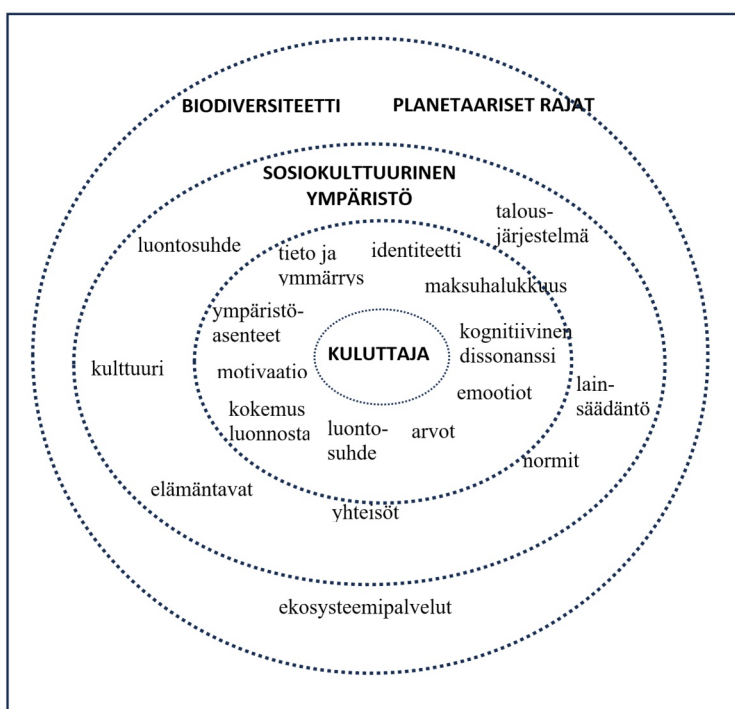 BIODIVERSITEETTI
PLANETAARISET RAJAT
SOSIOKULTTUURINEN
YMPÄRISTÖ
talous-
järjestelmä
luontosuhde
tieto ja
ymmärrys
identiteetti
maksuhalukkuus
ympäristö-
asenteet
kognitiivinen
dissonanssi
KULUTTAJA
kulttuuri
motivaatio
emootiot
lain-
säädäntö
kokemus
luonnosta
luonto-
suhde
arvot
normit
elämäntavat
yhteisöt
ekosysteemipalvelut